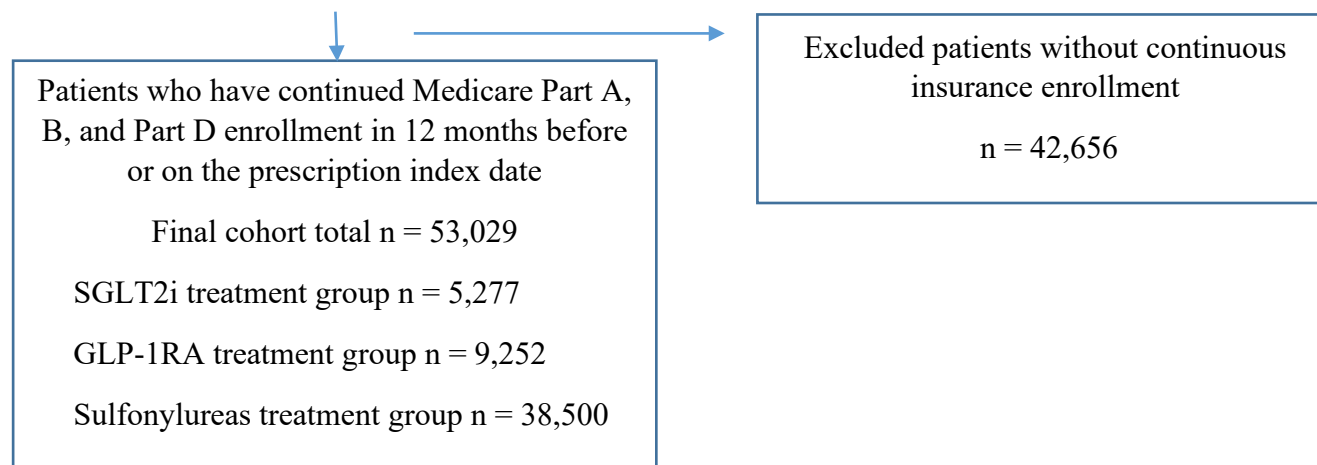 Patients who have continued Medicare Part A,
B, and Part D enrollment in 12 months before
or on the prescription index date
Final cohort total n = 53,029
SGLT2i treatment group n = 5,277
GLP-1RA treatment group n = 9,252
Sulfonylureas treatment group n = 38,500
Excluded patients without continuous
insurance enrollment
n = 42,656